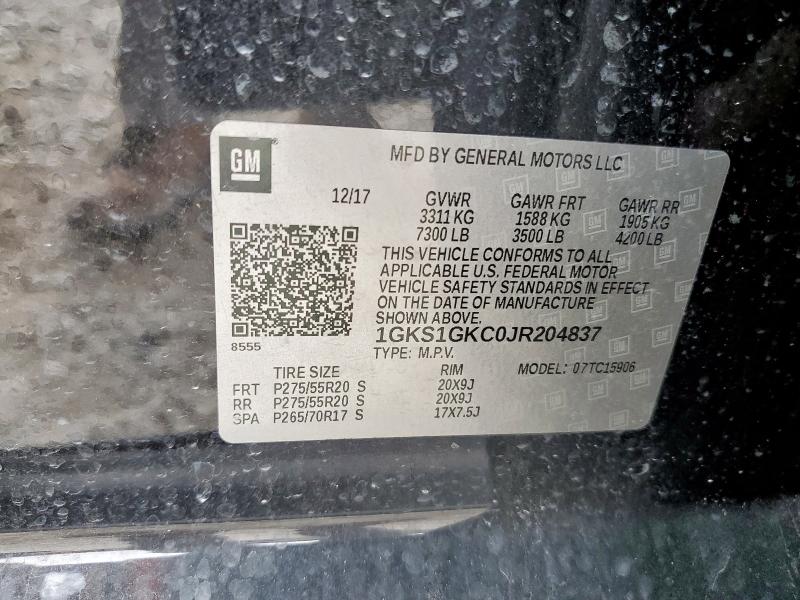 GM
MFD BY GENERAL MOTORS LLC
12/17 GVWR GAWR FRT GAWR RR
3311 KG 1588 KG 1905 KG
7300 LB 3500 LB 4200 LB
THIS VEHICLE CONFORMS TO ALL
APPLICABLE U.S. FEDERAL MOTOR
VEHICLE SAFETY STANDARDS IN EFFECT
ON THE DATE OF MANUFACTURE
SHOWN ABOVE.
1GKS1GKC0JR204837
8555
TYPE: M.P.V. MODEL: 07TC15906
TIRE SIZE RIM
FRT P275/55R20 S 20X9J
RR P275/55R20 S 20X9J
SPA P265/70R17 S 17X7.5J